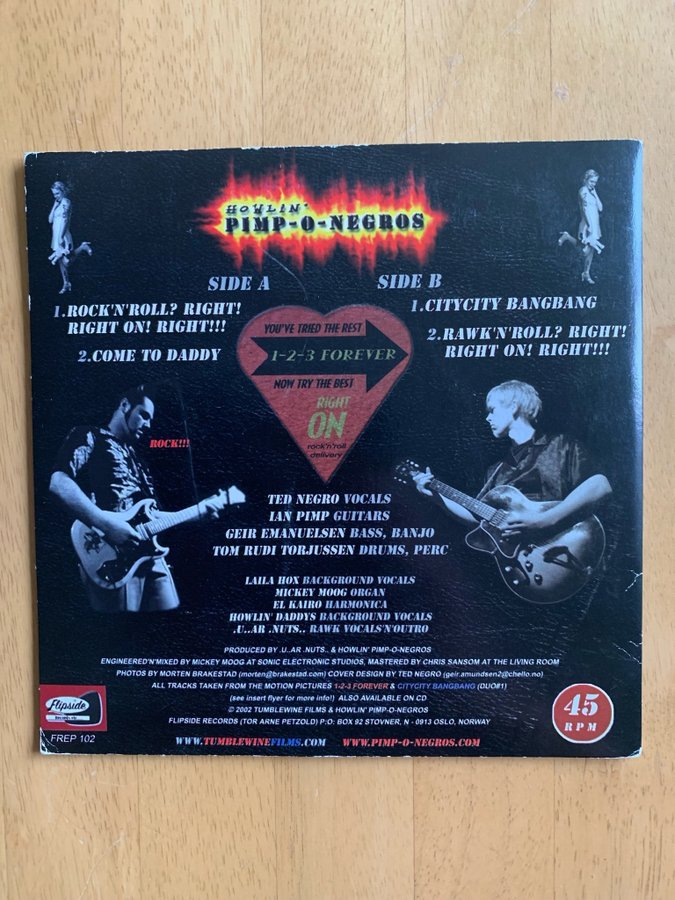 HOWLIN'
PIMP-O-NEGROS
SIDE A
SIDE B
1.ROCK'N'ROLL? RIGHT!
RIGHT ON! RIGHT!!!
2.COME TO DADDY
1.CITYCITY BANGBANG
2.RAWK'N'ROLL? RIGHT!
RIGHT ON! RIGHT!!!
YOU'VE TRIED THE REST
1-2-3 FOREVER
NOW TRY THE BEST
RIGHT
ON
rock'n'roll
delivery
ROCK!!!
TED NEGRO VOCALS
IAN PIMP GUITARS
GEIR EMANUELSEN BASS, BANJO
TOM RUDI TORJUSSEN DRUMS, PERC
LAILA HOX BACKGROUND VOCALS
MICKEY MOOG ORGAN
EL KAIRO HARMONICA
HOWLIN' DADDYS BACKGROUND VOCALS
.U..AR .NUTS.. RAWK VOCALS'N'OUTRO
PRODUCED BY .U..AR .NUTS.. & HOWLIN' PIMP-O-NEGROS
ENGINEERED'N'MIXED BY MICKEY MOOG AT SONIC ELECTRONIC STUDIOS, MASTERED BY CHRIS SANSOM AT THE LIVING ROOM
PHOTOS BY MORTEN BRAKESTAD (morten@brakestad.com) COVER DESIGN BY TED NEGRO (geir.amundsen2@chello.no)
ALL TRACKS TAKEN FROM THE MOTION PICTURES 1-2-3 FOREVER & CITYCITY BANGBANG (DUO#1)
(see insert flyer for more info!) ALSO AVAILABLE ON CD
© 2002 TUMBLEWINE FILMS & HOWLIN' PIMP-O-NEGROS
FLIPSIDE RECORDS (TOR ARNE PETZOLD) P.O: BOX 92 STOVNER, N - 0913 OSLO, NORWAY
WWW.TUMBLEWINEFILMS.COM WWW.PIMP-O-NEGROS.COM
Flipside
FREP 102
45
RPM